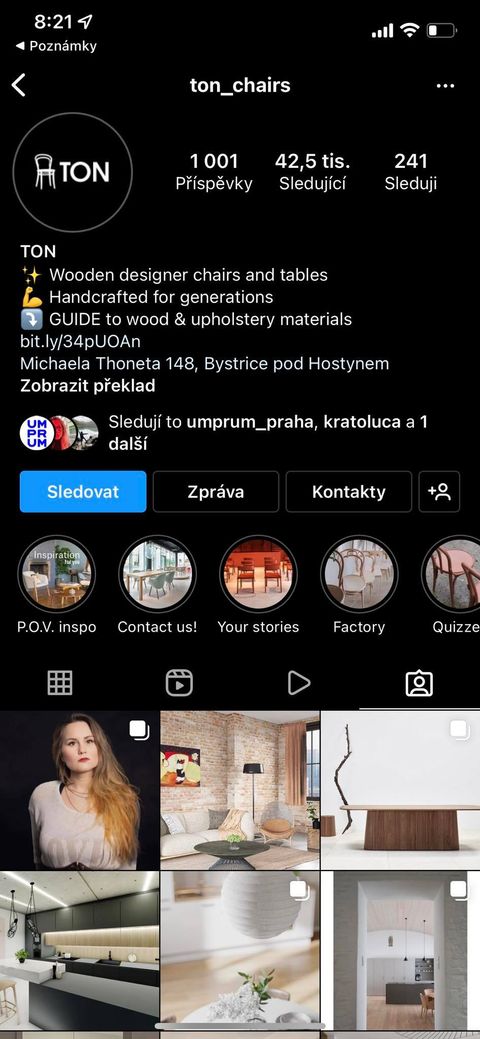 8:21
Poznámky
ton_chairs
TON
1 001
Příspěvky
42,5 tis.
Sledující
241
Sleduji
TON
✨ Wooden designer chairs and tables
💪 Handcrafted for generations
⤵️ GUIDE to wood & upholstery materials
bit.ly/34pUOAn
Michaela Thoneta 148, Bystrice pod Hostynem
Zobrazit překlad
UM
PR
UM
Sledují to umprum_praha, kratoluca a 1
další
Sledovat
Zpráva
Kontakty
Inspiration
for you
P.O.V. inspo
Contact us!
Your stories
Factory
Quizze